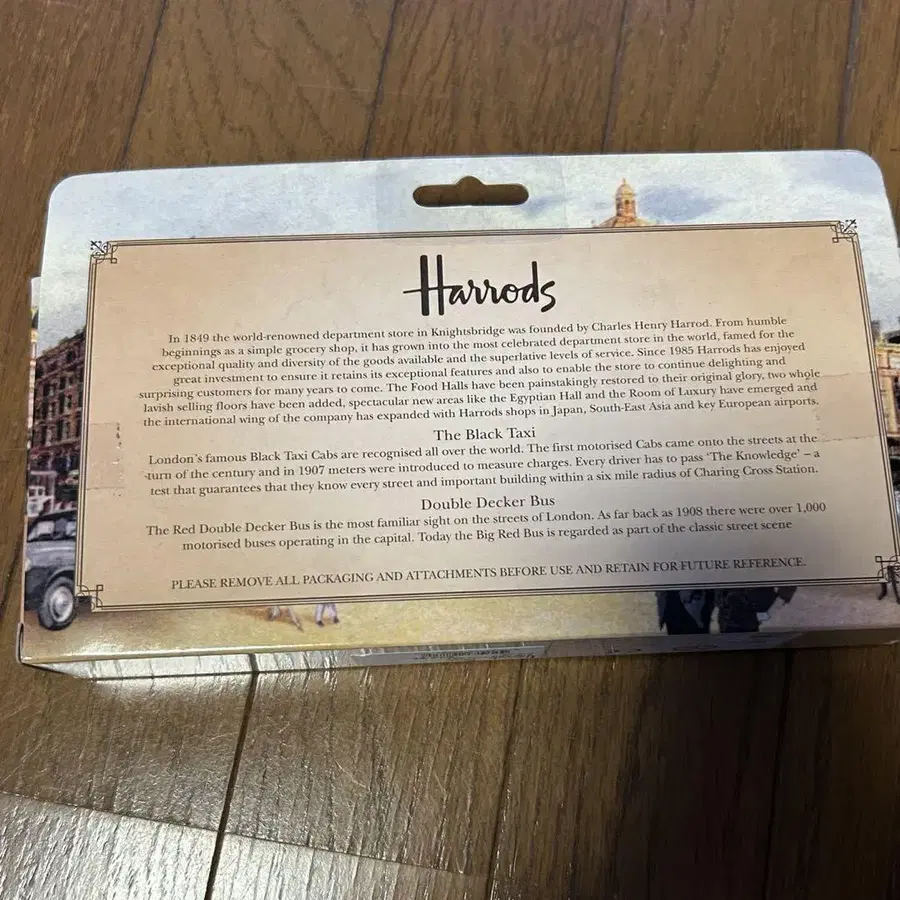 Harrods
In 1849 the world-renowned department store in Knightsbridge was founded by Charles Henry Harrod. From humble
beginnings as a simple grocery shop, it has grown into the most celebrated department store in the world, famed for the
exceptional quality and diversity of the goods available and the superlative levels of service. Since 1985 Harrods has enjoyed
great investment to ensure it retains its exceptional features and also to enable the store to continue delighting and
surprising customers for many years to come. The Food Halls have been painstakingly restored to their original glory, two whole
lavish selling floors have been added, spectacular new areas like the Egyptian Hall and the Room of Luxury have emerged and
the international wing of the company has expanded with Harrods shops in Japan, South-East Asia and key European airports.
The Black Taxi
London's famous Black Taxi Cabs are recognised all over the world. The first motorised Cabs came onto the streets at the
turn of the century and in 1907 meters were introduced to measure charges. Every driver has to pass 'The Knowledge' – a
test that guarantees that they know every street and important building within a six mile radius of Charing Cross Station.
Double Decker Bus
The Red Double Decker Bus is the most familiar sight on the streets of London. As far back as 1908 there were over 1,000
motorised buses operating in the capital. Today the Big Red Bus is regarded as part of the classic street scene
PLEASE REMOVE ALL PACKAGING AND ATTACHMENTS BEFORE USE AND RETAIN FOR FUTURE REFERENCE.